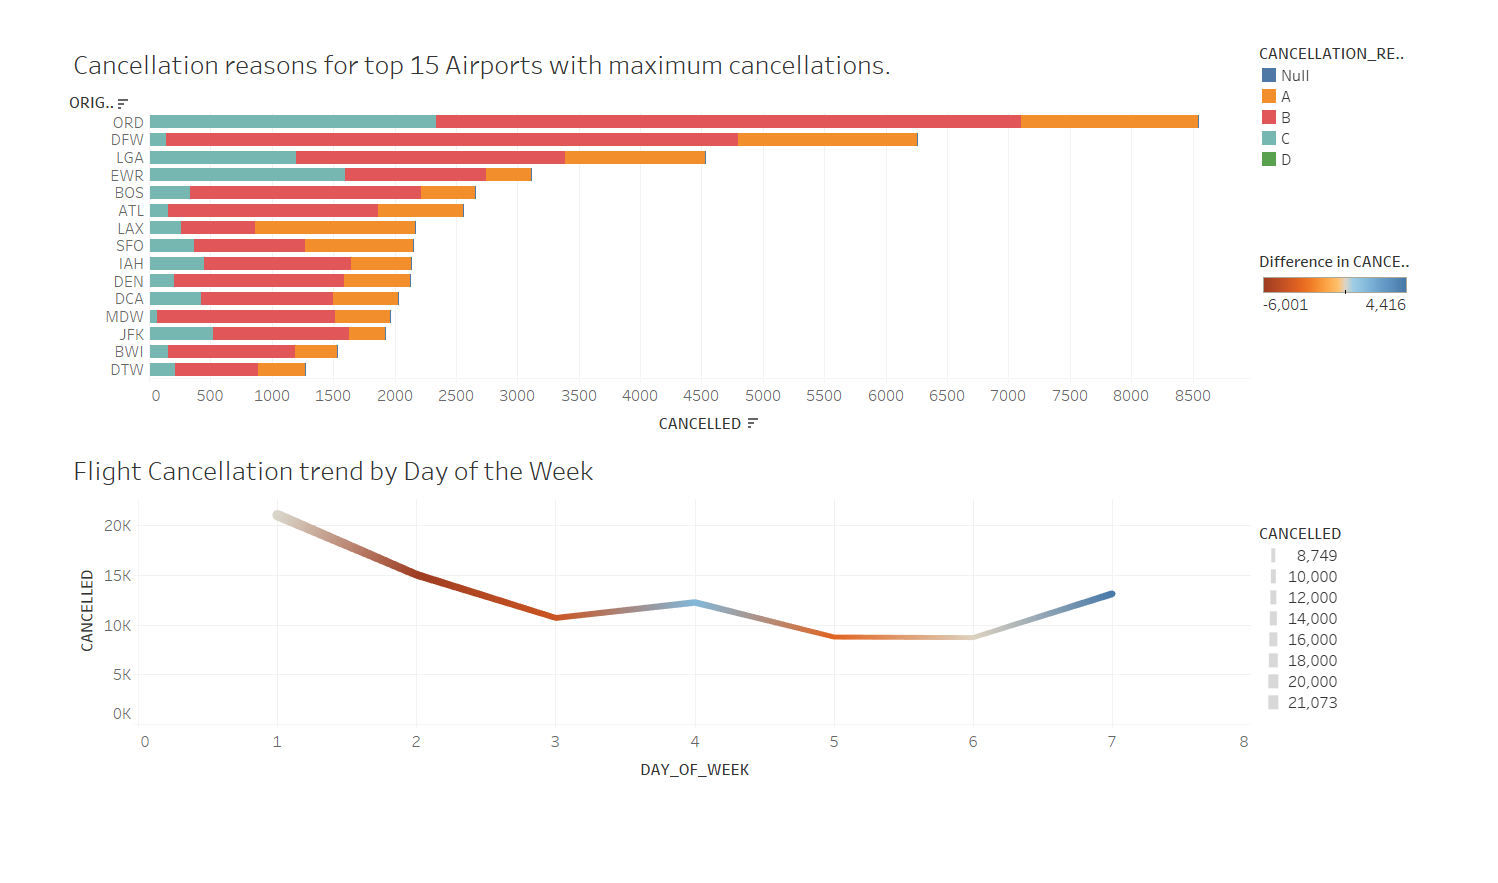 Cancellation reasons for top 15 Airports with maximum cancellations.
ORIG..
ORD
DFW
LGA
EWR
BOS
ATL
LAX
SFO
IAH
DEN
DCA
MDW
JFK
BWI
DTW
0 500 1000 1500 2000 2500 3000 3500 4000 4500 5000 5500 6000 6500 7000 8000 8500
CANCELLED
CANCELLATION_RE..
Null
A
B
C
D
Difference in CANCE..
-6,001 4,416
Flight Cancellation trend by Day of the Week
20K
15K
10K
5K
0K
CANCELLED
0 1 2 3 4 5 6 7 8
DAY_OF_WEEK
CANCELLED
8,749
10,000
12,000
14,000
16,000
18,000
20,000
21,073